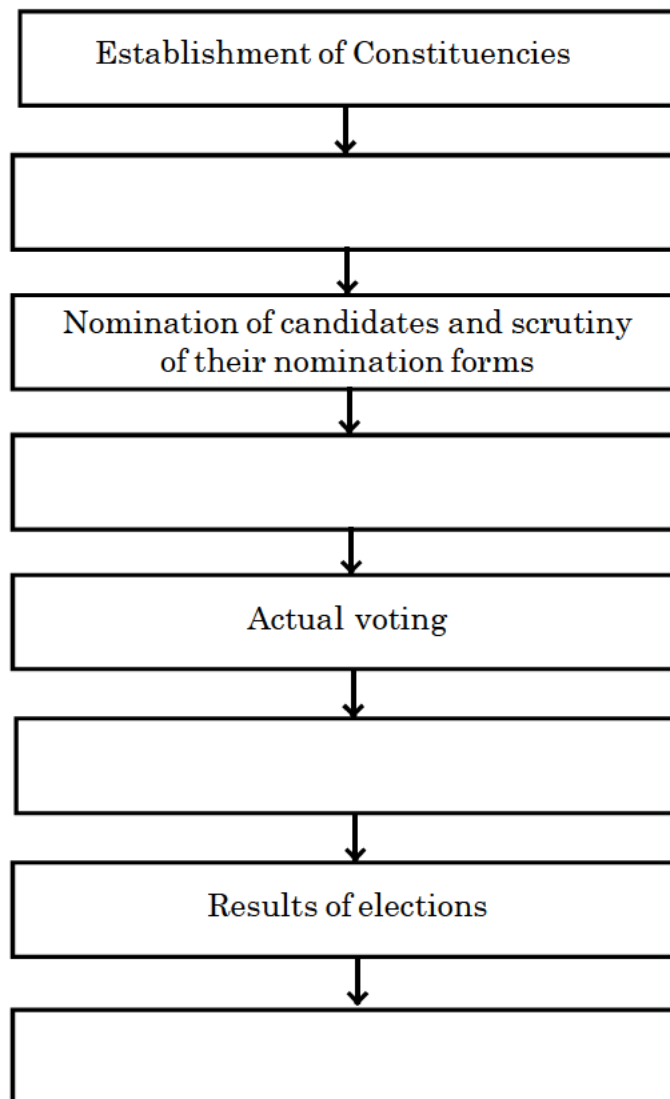 Establishment of Constituencies
Nomination of candidates and scrutiny
of their nomination forms
Actual voting
Results of elections